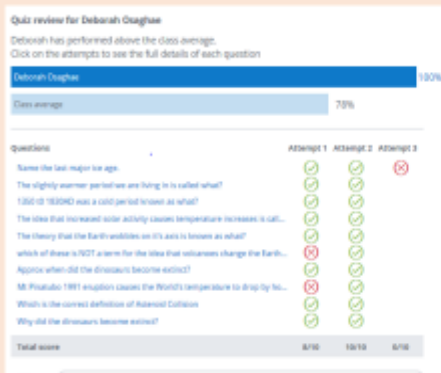 Quiz review for Deborah Osaghae
Deborah has performed above the class average.
Click on the attempts to see the full details of each question
Deborah Osaghae 100%
Class average 78%
Questions Attempt 1 Attempt 2 Attempt 3
Name the last major ice age.
The slightly warmer period we are living in is called what?
1350 to 1830AD was a cold period known as what?
The idea that increased solar activity causes temperature increases is call...
The theory that the Earth wobbles on it's axis is known as what?
which of these is NOT a term for the idea that volcanoes change the Earth...
Approx when did the dinosaurs become extinct?
Mt Pinatubo 1991 eruption causes the World's temperature to drop by ho...
Which is the correct definition of Asteroid Collision
Why did the dinosaurs become extinct?
Total score 8/10 10/10 0/10